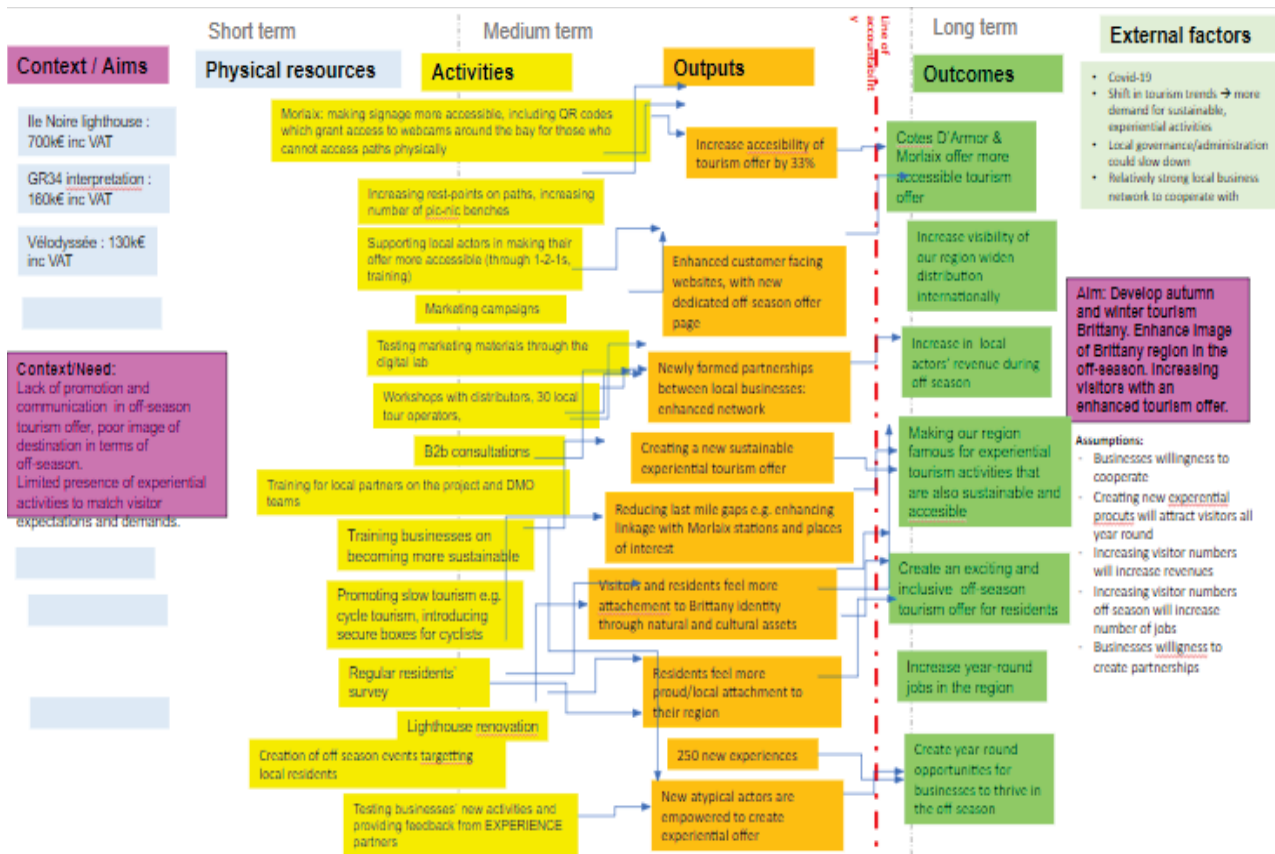 Short term
Medium term
Line of
accountabilit
y
Long term
Context / Aims
Physical resources
Activities
Outputs
Outcomes
External factors
Ile Noire lighthouse :
700k€ inc VAT
GR34 interpretation :
160k€ inc VAT
Vélodyssée : 130k€
inc VAT
Context/Need:
Lack of promotion and
communication in off-season
tourism offer, poor image of
destination in terms of
off-season.
Limited presence of experiential
activities to match visitor
expectations and demands.
Morlaix: making signage more accessible, including QR codes
which grant access to webcams around the bay for those who
cannot access paths physically
Increasing rest-points on paths, increasing
number of pic-nic benches
Supporting local actors in making their
offer more accessible (through 1-2-1s,
training)
Marketing campaigns
Testing marketing materials through the
digital lab
Workshops with distributors, 30 local
tour operators,
B2b consultations
Training for local partners on the project and DMO
teams
Training businesses on
becoming more sustainable
Promoting slow tourism e.g.
cycle tourism, introducing
secure boxes for cyclists
Regular residents'
survey
Lighthouse renovation
Creation of off season events targetting
local residents
Testing businesses' new activities and
providing feedback from EXPERIENCE
partners
Increase accesibility of
tourism offer by 33%
Enhanced customer facing
websites, with new
dedicated off season offer
page
Newly formed partnerships
between local businesses:
enhanced network
Creating a new sustainable
experiential tourism offer
Reducing last mile gaps e.g. enhancing
linkage with Morlaix stations and places
of interest
Visitors and residents feel more
attachement to Brittany identity
through natural and cultural assets
Residents feel more
proud/local attachment to
their region
250 new experiences
New atypical actors are
empowered to create
experiential offer
Cotes D'Armor &
Morlaix offer more
accessible tourism
offer
Increase visibility of
our region widen
distribution
internationally
Increase in local
actors' revenue during
off season
Making our region
famous for experiential
tourism activities that
are also sustainable and
accesible
Create an exciting and
inclusive off-season
tourism offer for residents
Increase year-round
jobs in the region
Create year round
opportunities for
businesses to thrive in
the off season
• Covid-19
• Shift in tourism trends → more
demand for sustainable,
experiential activities
• Local governance/administration
could slow down
• Relatively strong local business
network to cooperate with
Aim: Develop autumn
and winter tourism
Brittany. Enhance image
of Brittany region in the
off-season. Increasing
visitors with an
enhanced tourism offer.
Assumptions:
- Businesses willingness to
cooperate
- Creating new experential
procuts will attract visitors all
year round
- Increasing visitor numbers
will increase revenues
- Increasing visitor numbers
off season will increase
number of jobs
- Businesses willigness to
create partnerships